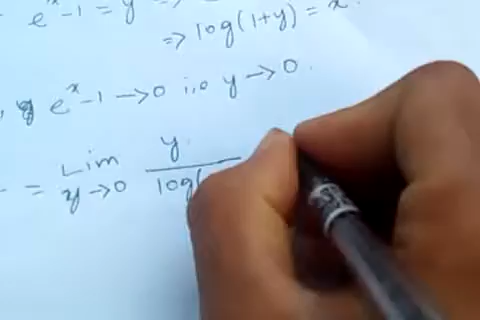 e^x - 1 = y =>
=> log(1+y) = x.
e^x - 1 → 0 i.e y → 0.
= Lim y→0 y / log(